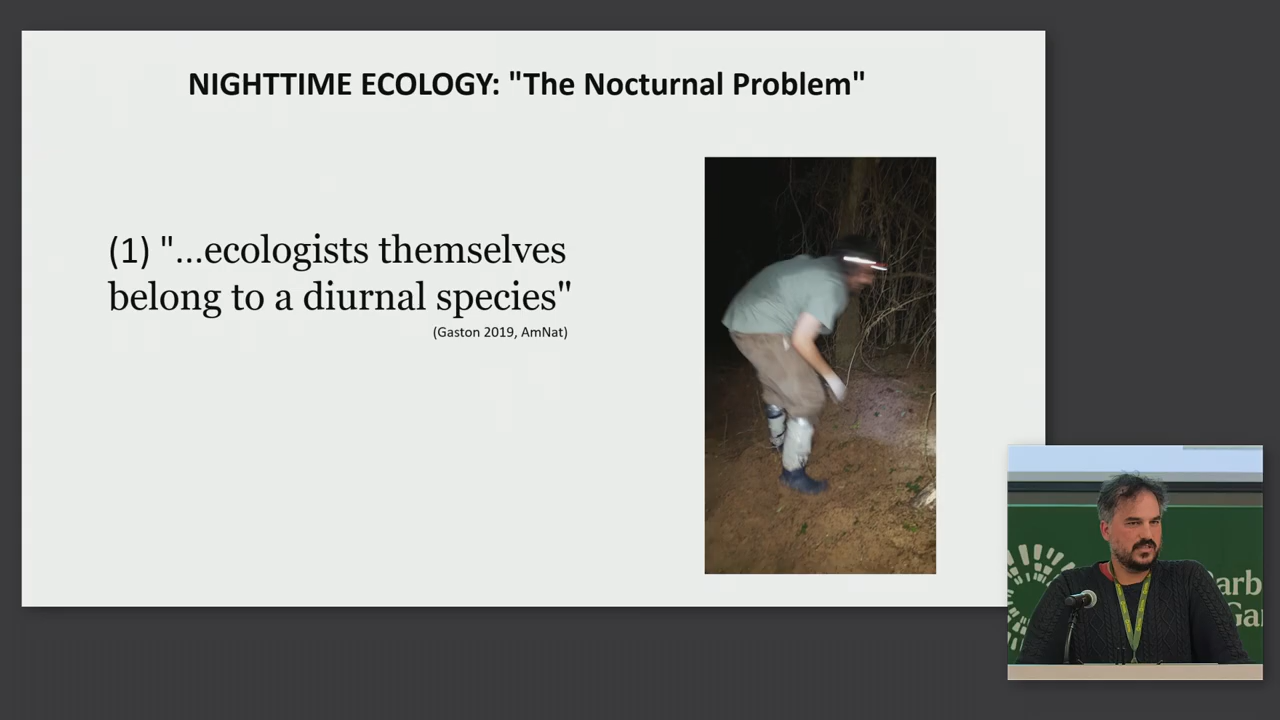 NIGHTTIME ECOLOGY: "The Nocturnal Problem"
(1) "...ecologists themselves
belong to a diurnal species"
(Gaston 2019, AmNat)